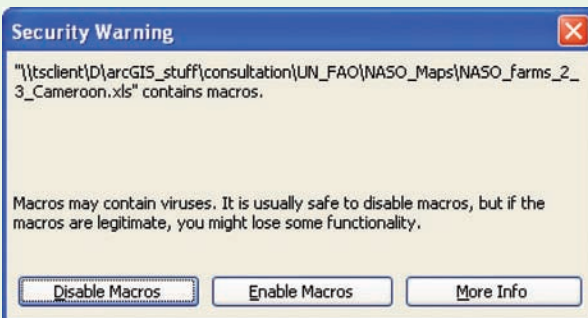 Security Warning
"\\tsclient\D\arcGIS_stuff\consultation\UN_FAO\NASO_Maps\NASO_farms_2_
3_Cameroon.xls" contains macros.
Macros may contain viruses. It is usually safe to disable macros, but if the
macros are legitimate, you might lose some functionality.
Disable Macros
Enable Macros
More Info